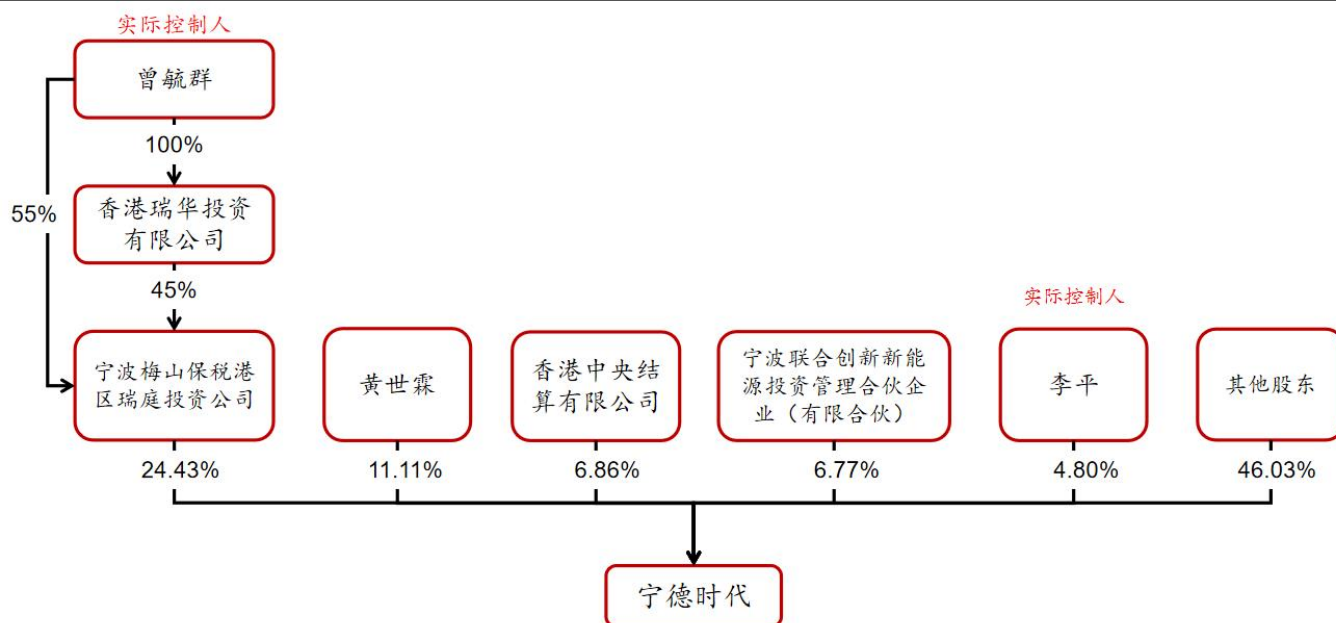 实际控制人
曾毓群
100%
55%
香港瑞华投资
有限公司
45%
实际控制人
宁波梅山保税港
区瑞庭投资公司
黄世霖
香港中央结
算有限公司
宁波联合创新新能
源投资管理合伙企
业（有限合伙）
李平
其他股东
24.43%
11.11%
6.86%
6.77%
4.80%
46.03%
宁德时代